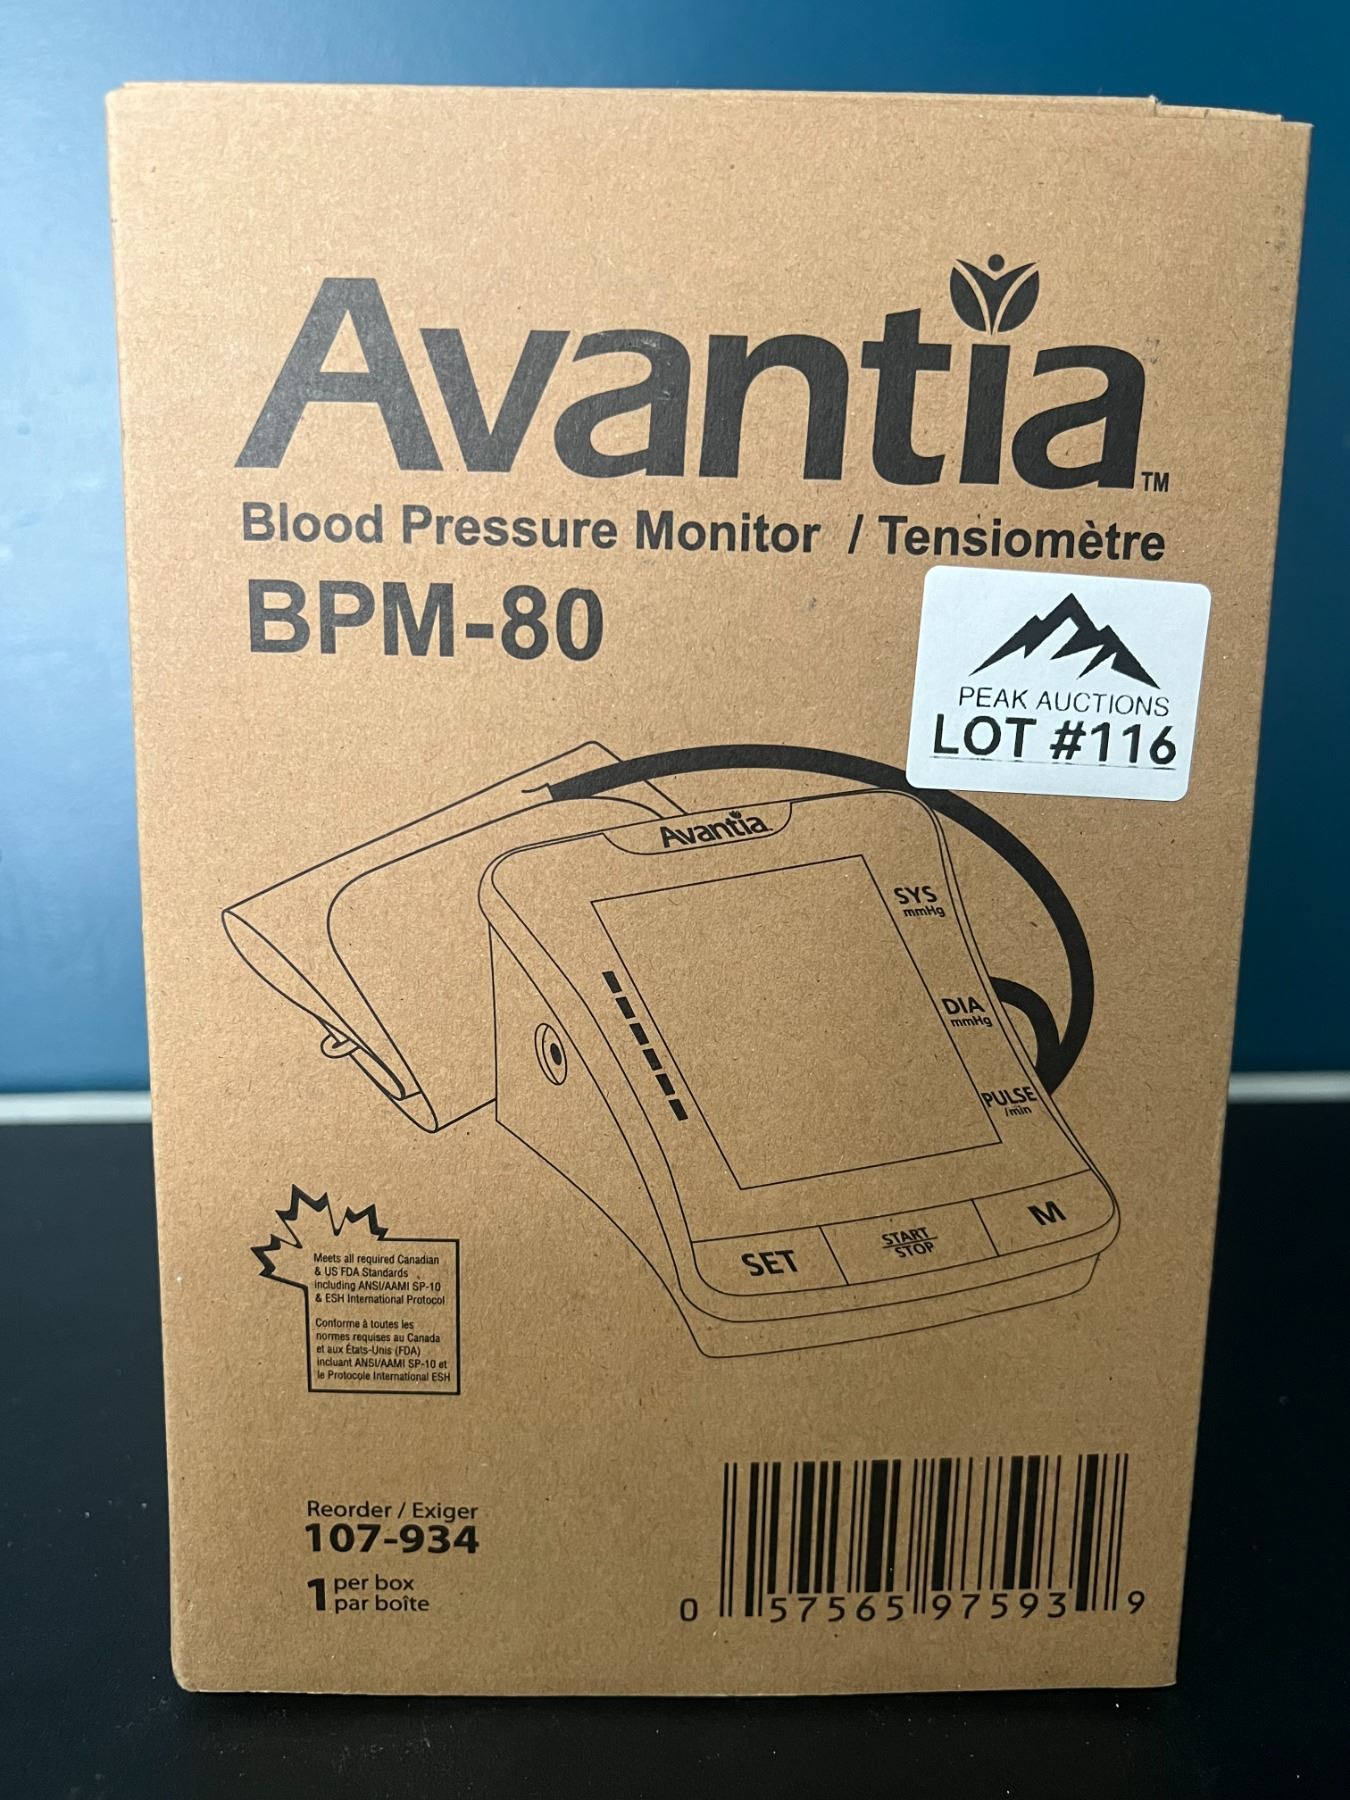 Avantia™
Blood Pressure Monitor / Tensiomètre
BPM-80
PEAK AUCTIONS
LOT #116
Avantia
SYS
mmHg
DIA
mmHg
PULSE
/min
SET
START
STOP
M
Meets all required Canadian
& US FDA Standards
including ANSI/AAMI SP-10
& ESH International Protocol
Conforme à toutes les
normes requises au Canada
et aux États-Unis (FDA)
incluant ANSI/AAMI SP-10 et
le Protocole International ESH
Reorder / Exiger
107-934
1 per box
par boîte
0 57565 97593 9